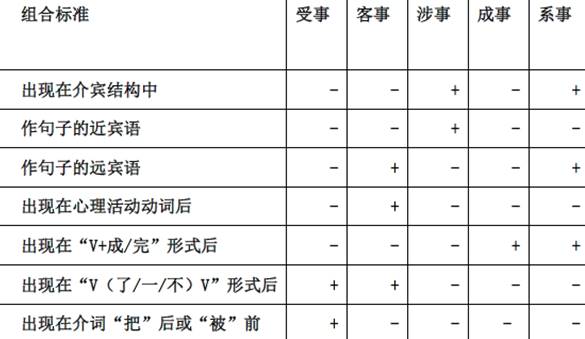 组合标准 受事 客事 涉事 成事 系事
出现在介宾结构中 - - + - +
作句子的近宾语 - - + - -
作句子的远宾语 - + - - +
出现在心理活动动词后 - + - - -
出现在“V+成/完”形式后 - - - + +
出现在“V（了/一/不）V”形式后 + + - - -
出现在介词“把”后或“被”前 + - - - -